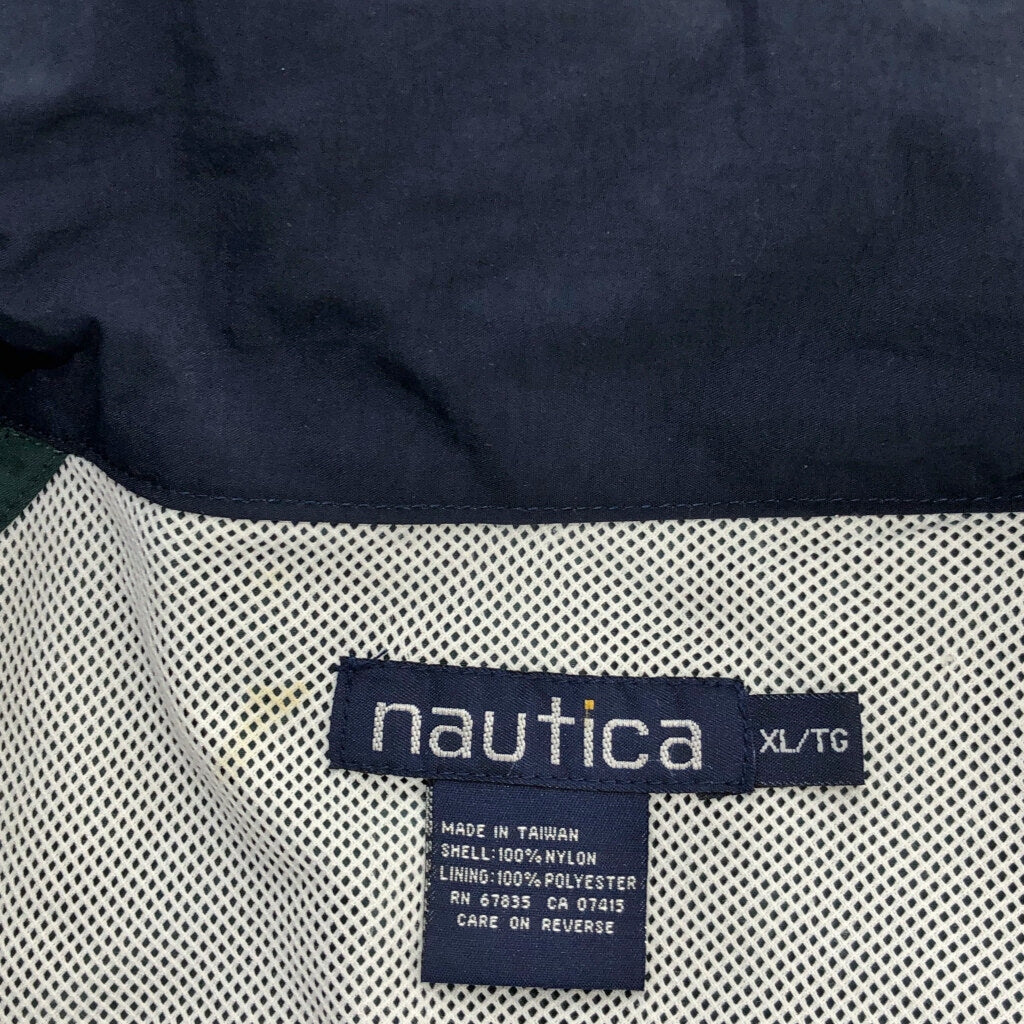 nautica
XL/TG
MADE IN TAIWAN
SHELL:100% NYLON
LINING:100% POLYESTER
RN 67835 CA 07415
CARE ON REVERSE